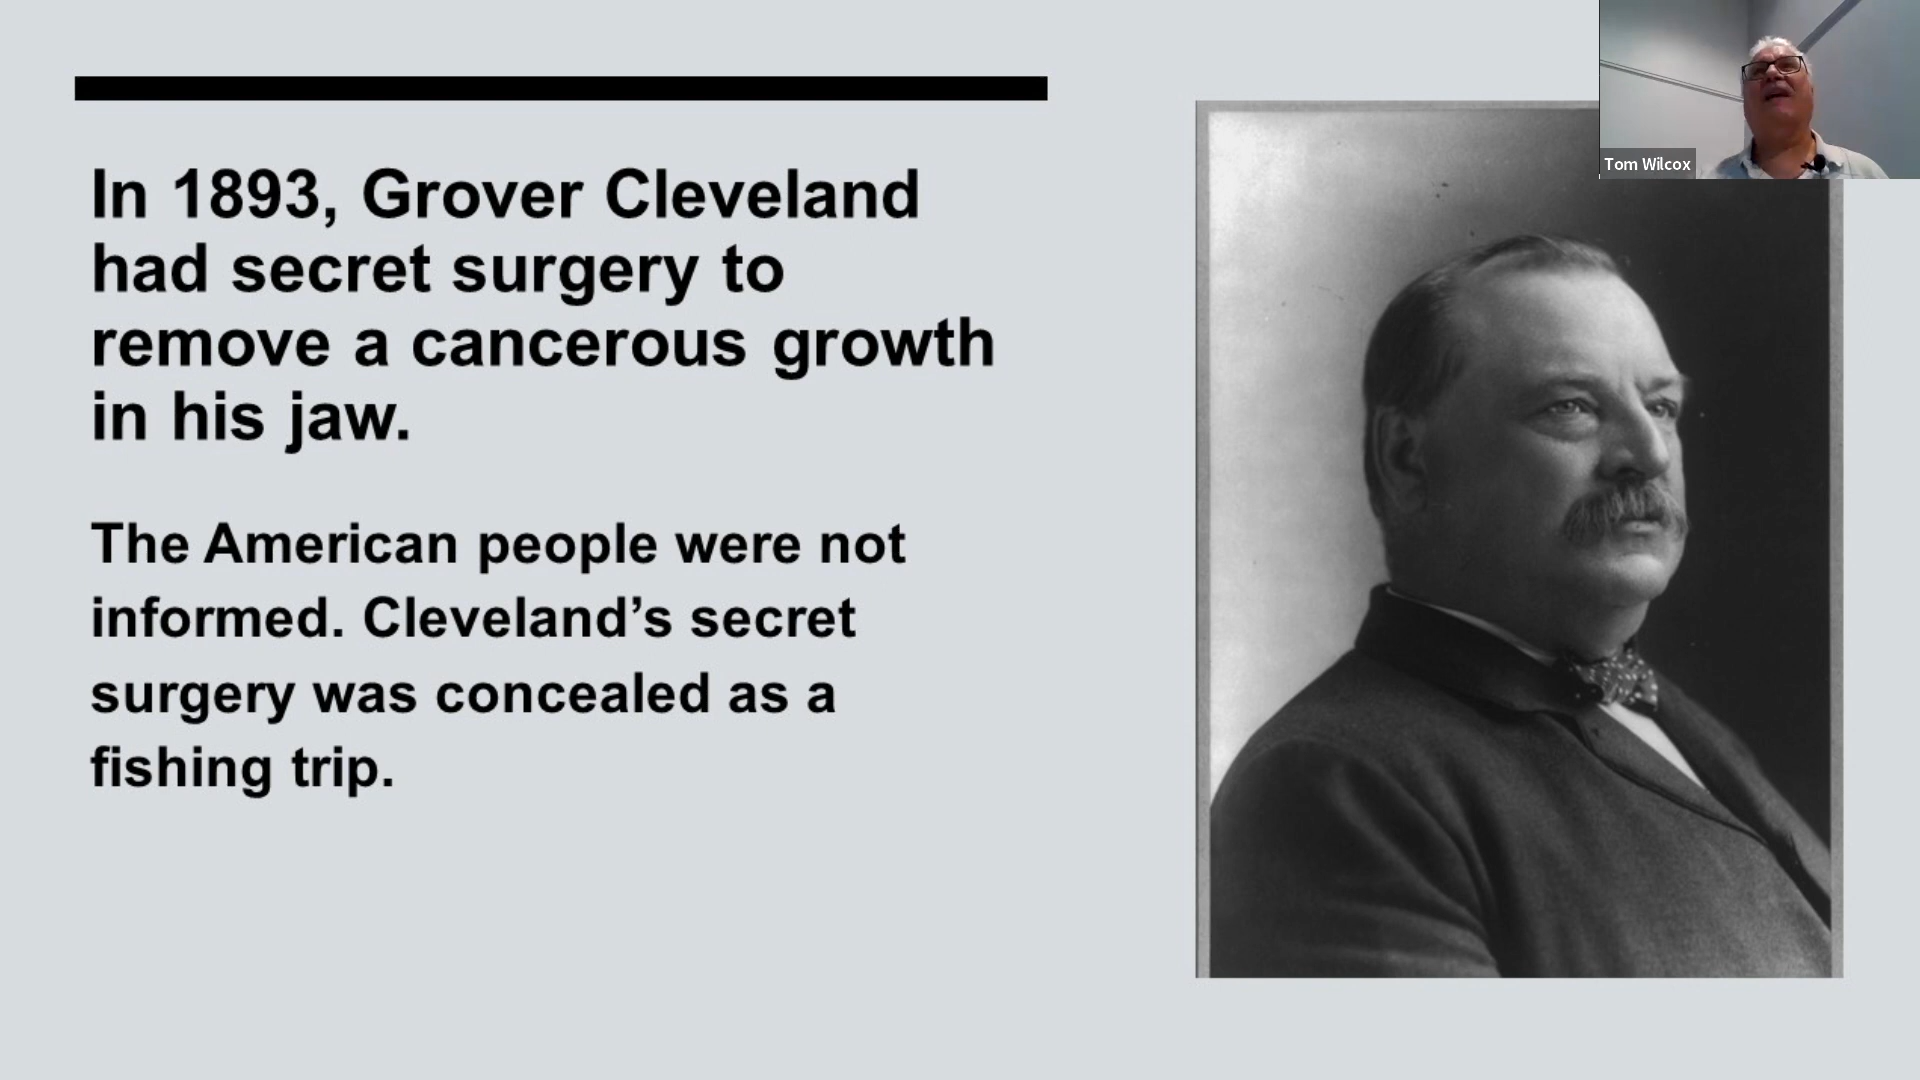 In 1893, Grover Cleveland
had secret surgery to
remove a cancerous growth
in his jaw.
The American people were not
informed. Cleveland’s secret
surgery was concealed as a
fishing trip.
Tom Wilcox